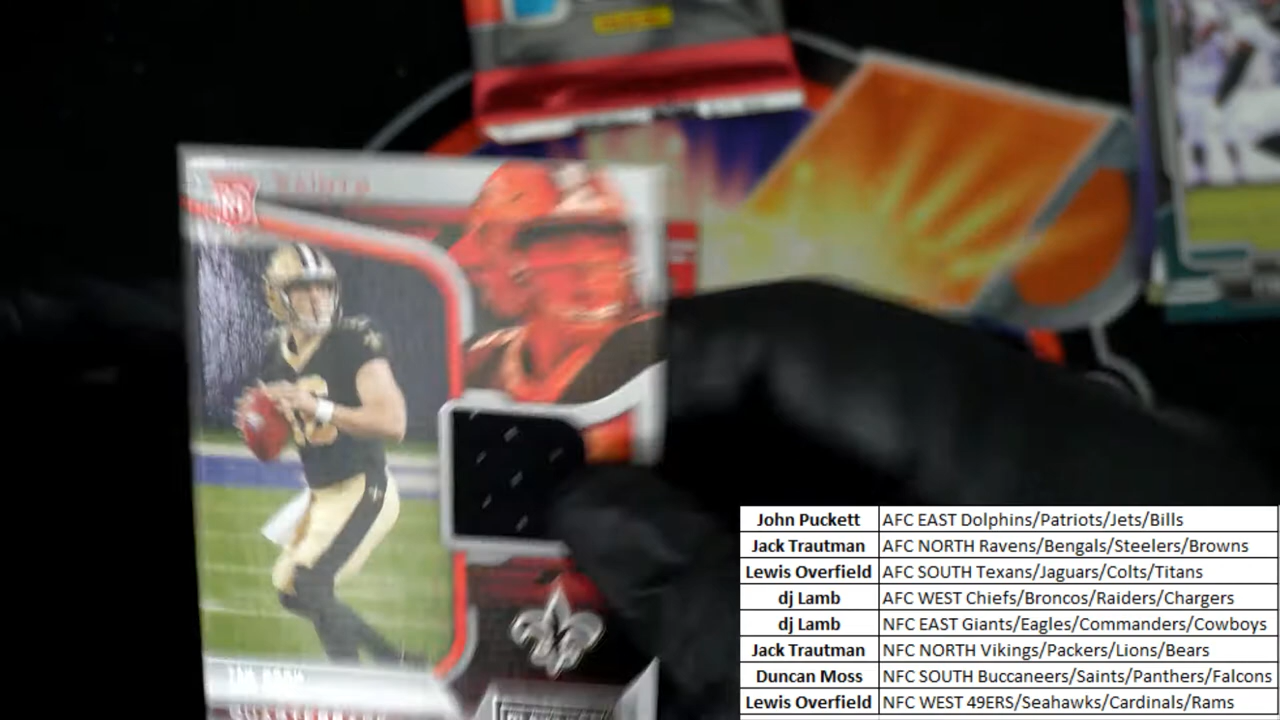 SAINTS
John Puckett AFC EAST Dolphins/Patriots/Jets/Bills
Jack Trautman AFC NORTH Ravens/Bengals/Steelers/Browns
Lewis Overfield AFC SOUTH Texans/Jaguars/Colts/Titans
dj Lamb AFC WEST Chiefs/Broncos/Raiders/Chargers
dj Lamb NFC EAST Giants/Eagles/Commanders/Cowboys
Jack Trautman NFC NORTH Vikings/Packers/Lions/Bears
Duncan Moss NFC SOUTH Buccaneers/Saints/Panthers/Falcons
Lewis Overfield NFC WEST 49ERS/Seahawks/Cardinals/Rams